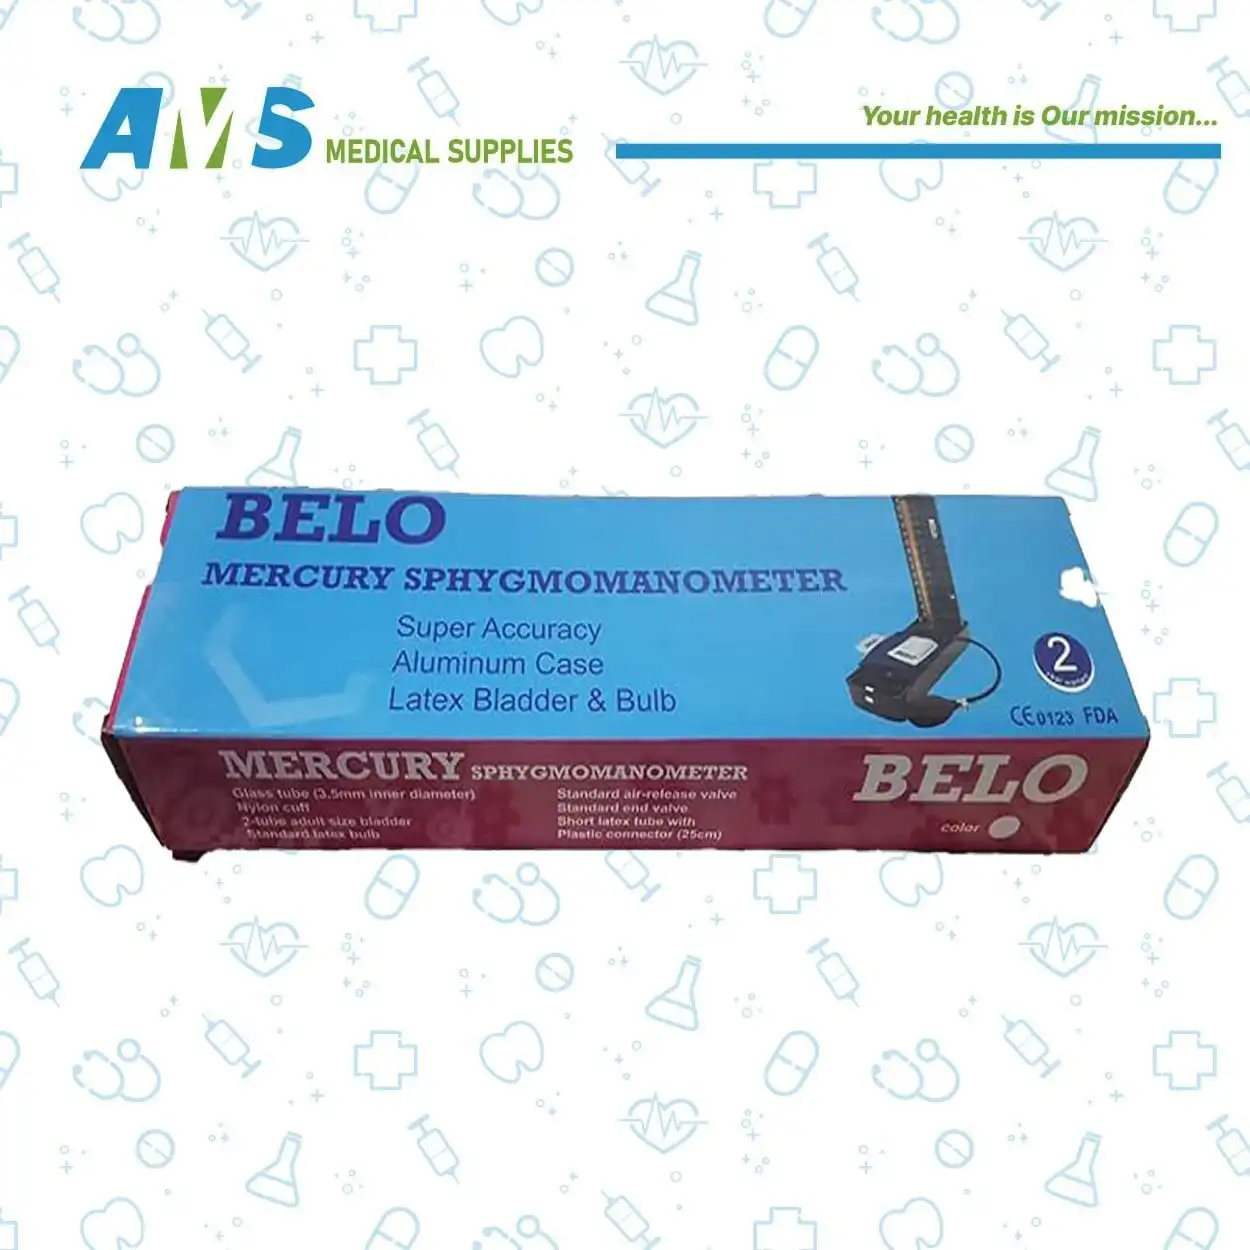 AMS MEDICAL SUPPLIES
Your health is Our mission...
BELO
MERCURY SPHYGMOMANOMETER
Super Accuracy
Aluminum Case
Latex Bladder & Bulb
2
CE0123 FDA
MERCURY SPHYGMOMANOMETER
Glass tube (3.5mm inner diameter)
Nylon cuff
2-tube adult size bladder
Standard latex bulb
Standard air-release valve
Standard end valve
Short latex tube with
Plastic connector (25cm)
BELO
color